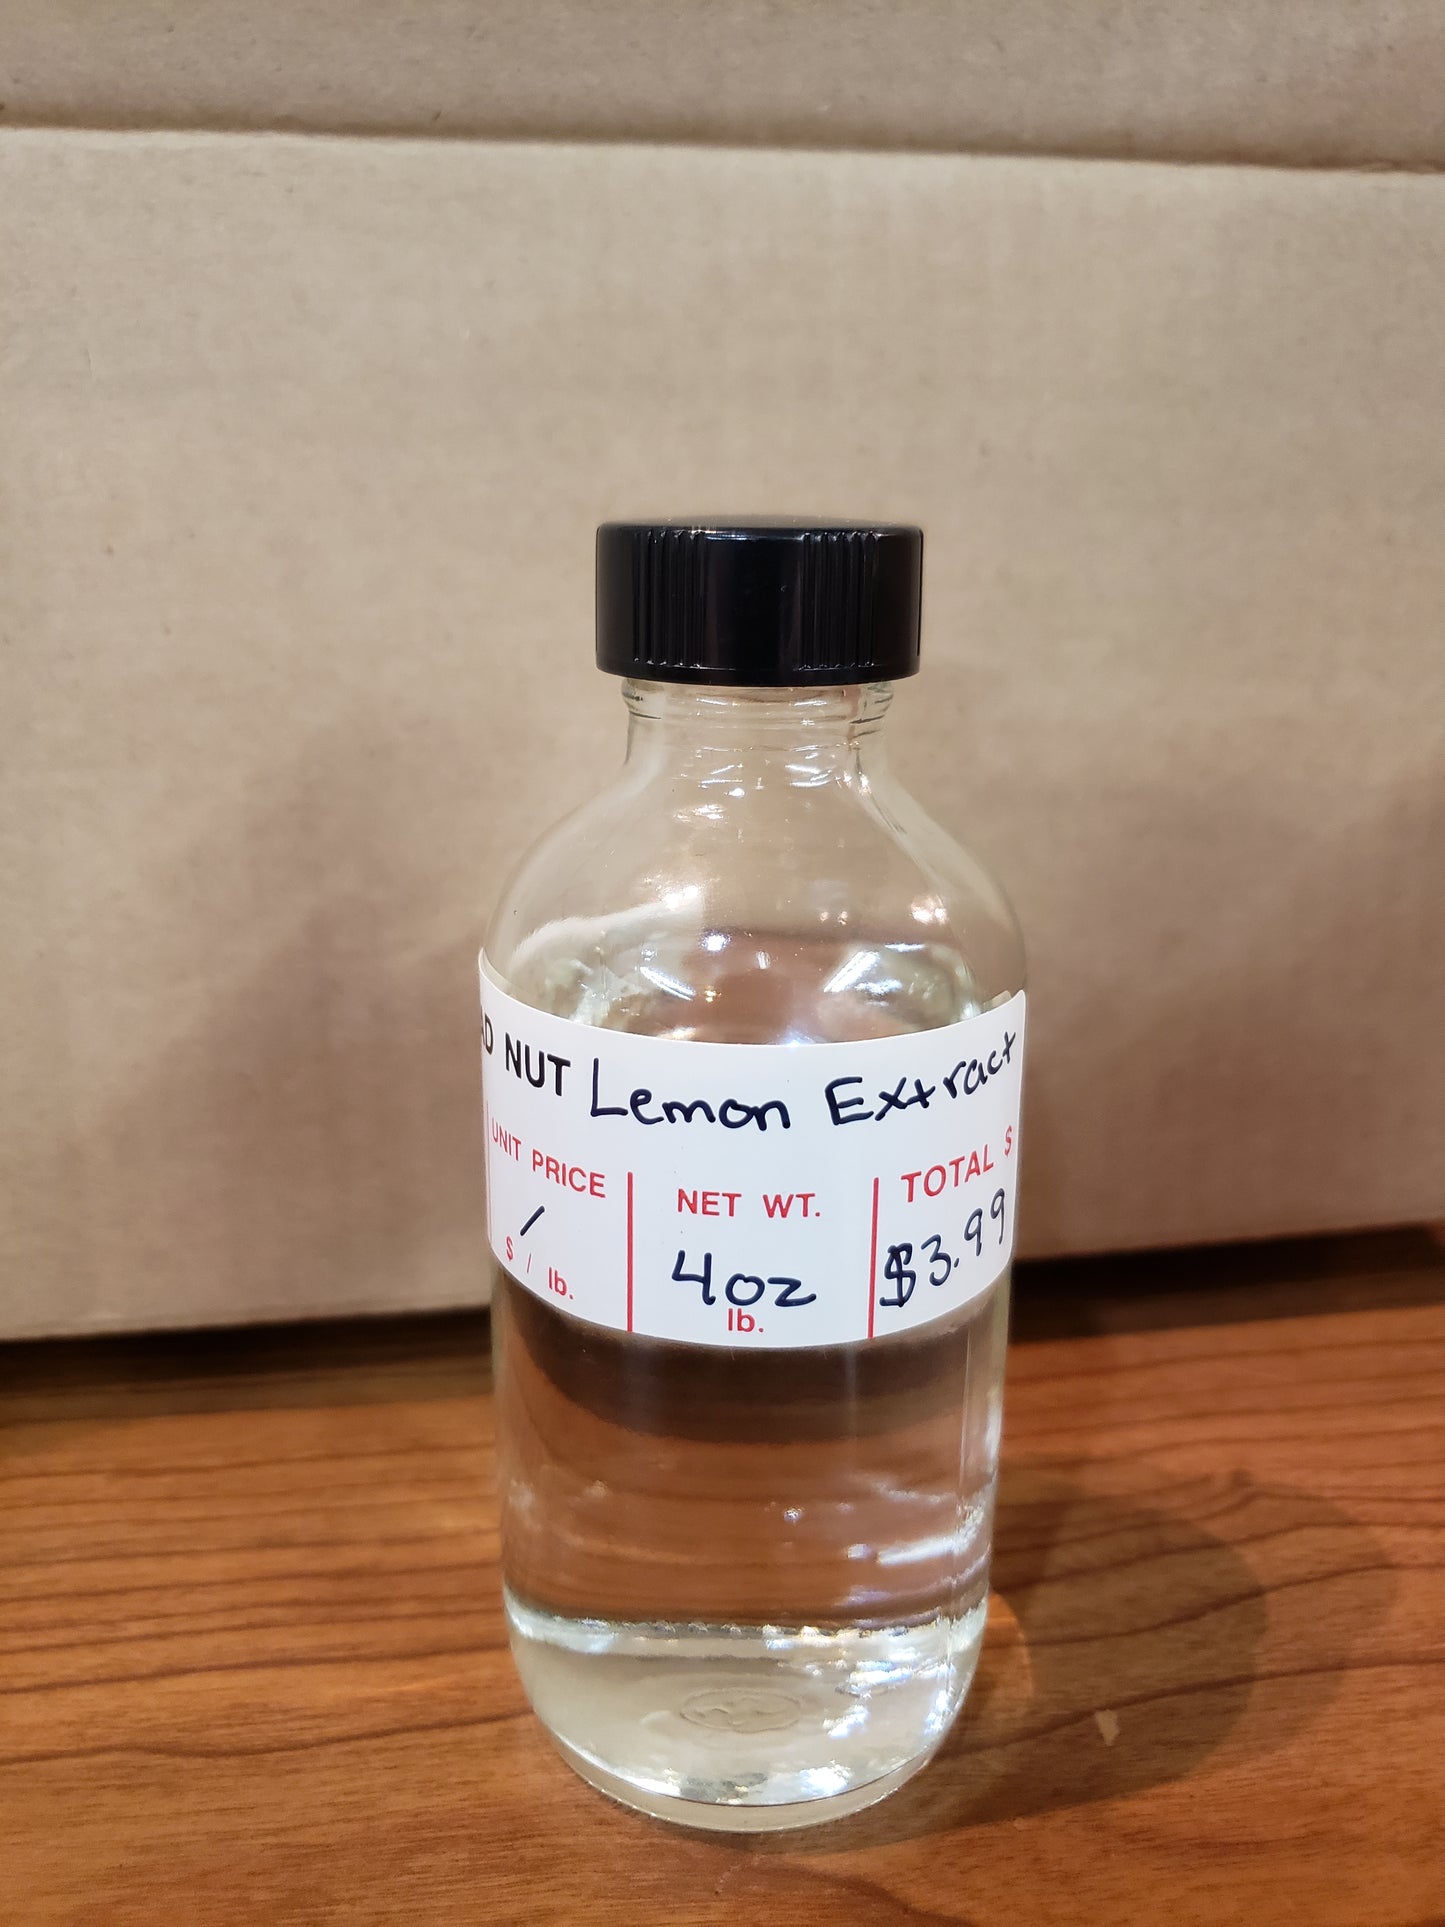 NUT Lemon Extract
UNIT PRICE NET WT. TOTAL $
/ 4oz $3.99
$ / lb. lb.